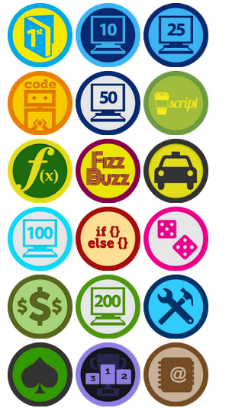 1st
10
25
code
50
script
f(x)
Fizz
Buzz
100
if {}
else {}
$$$
200
3 1 2
@